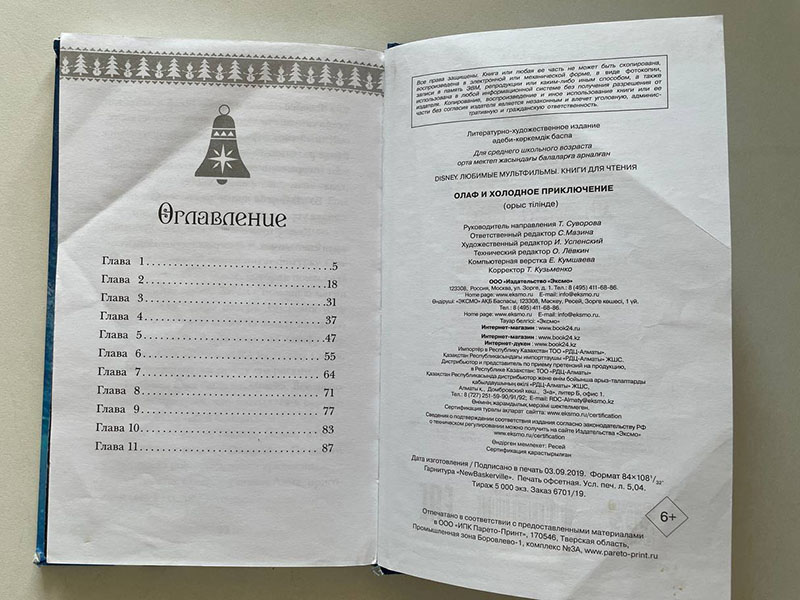 Оглавление
Глава 1 5
Глава 2 18
Глава 3 31
Глава 4 37
Глава 5 47
Глава 6 55
Глава 7 64
Глава 8 71
Глава 9 77
Глава 10 83
Глава 11 87
Все права защищены. Книга или любая ее часть не может быть скопирована,
воспроизведена в электронной или механической форме, в виде фотокопии,
записи в память ЭВМ, репродукции или каким-либо иным способом, а также
использована в любой информационной системе без получения разрешения от
издателя. Копирование, воспроизведение и иное использование книги или ее
части без согласия издателя является незаконным и влечет уголовную, админис-
тративную и гражданскую ответственность.
Литературно-художественное издание
әдеби-көркемдік баспа
Для среднего школьного возраста
орта мектеп жасындағы балаларға арналған
DISNEY. ЛЮБИМЫЕ МУЛЬТФИЛЬМЫ. КНИГИ ДЛЯ ЧТЕНИЯ
ОЛАФ И ХОЛОДНОЕ ПРИКЛЮЧЕНИЕ
(орыс тілінде)
Руководитель направления Т. Суворова
Ответственный редактор С. Мазина
Художественный редактор И. Успенский
Технический редактор О. Лёвкин
Компьютерная верстка Е. Кумшаева
Корректор Т. Кузьменко
ООО «Издательство «Эксмо»
123308, Россия, Москва, ул. Зорге, д. 1. Тел.: 8 (495) 411-68-86.
Home page: www.eksmo.ru E-mail: info@eksmo.ru
Өндіруші: «ЭКСМО» АҚБ Баспасы, 123308, Мәскеу, Ресей, Зорге көшесі, 1 үй.
Тел.: 8 (495) 411-68-86.
Home page: www.eksmo.ru E-mail: info@eksmo.ru.
Тауар белгісі: «Эксмо»
Интернет-магазин : www.book24.ru
Интернет-магазин : www.book24.kz
Интернет-дүкен : www.book24.kz
Импортёр в Республику Казахстан ТОО «РДЦ-Алматы».
Қазақстан Республикасындағы импорттаушы «РДЦ-Алматы» ЖШС.
Дистрибьютор и представитель по приему претензий на продукцию,
в Республике Казахстан: ТОО «РДЦ-Алматы»
Қазақстан Республикасында дистрибьютор және өнім бойынша арыз-талаптарды
қабылдаушының өкілі «РДЦ-Алматы» ЖШС,
Алматы қ., Домбровский көш., 3«а», литер Б, офис 1.
Тел.: 8 (727) 251-59-90/91/92; E-mail: RDC-Almaty@eksmo.kz
Өнімнің жарамдылық мерзімі шектелмеген.
Сертификация туралы ақпарат сайтта: www.eksmo.ru/certification
Сведения о подтверждении соответствия издания согласно законодательству РФ
о техническом регулировании можно получить на сайте Издательства «Эксмо»
www.eksmo.ru/certification
Өндірген мемлекет: Ресей
Сертификация қарастырылған
Дата изготовления / Подписано в печать 03.09.2019. Формат 84×108 1/32.
Гарнитура «NewBaskerville». Печать офсетная. Усл. печ. л. 5,04.
Тираж 5 000 экз. Заказ 6701/19.
6+
Отпечатано в соответствии с предоставленными материалами
в ООО «ИПК Парето-Принт», 170546, Тверская область,
Промышленная зона Боровлево-1, комплекс №3А, www.pareto-print.ru